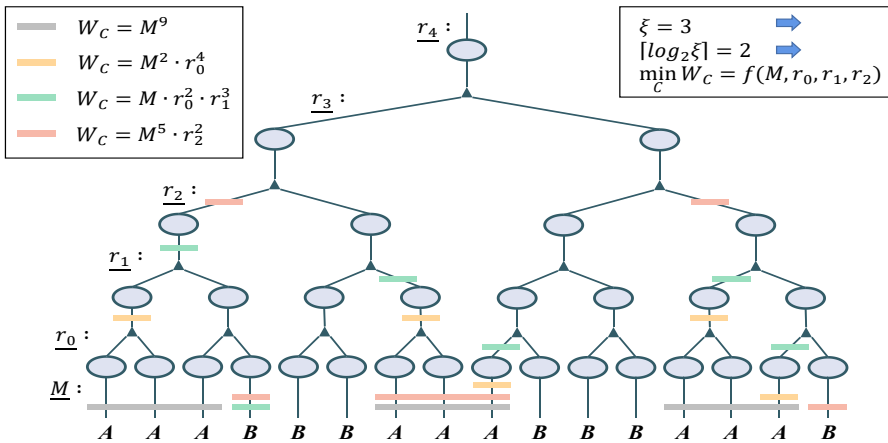 W_C = M^9
W_C = M^2 · r_0^4
W_C = M · r_0^2 · r_1^3
W_C = M^5 · r_2^2
ξ = 3
⌈log_2ξ⌉ = 2
min_C W_C = f(M, r_0, r_1, r_2)
r_4 :
r_3 :
r_2 :
r_1 :
r_0 :
M :
A A A B B B A A A B B B A A A B